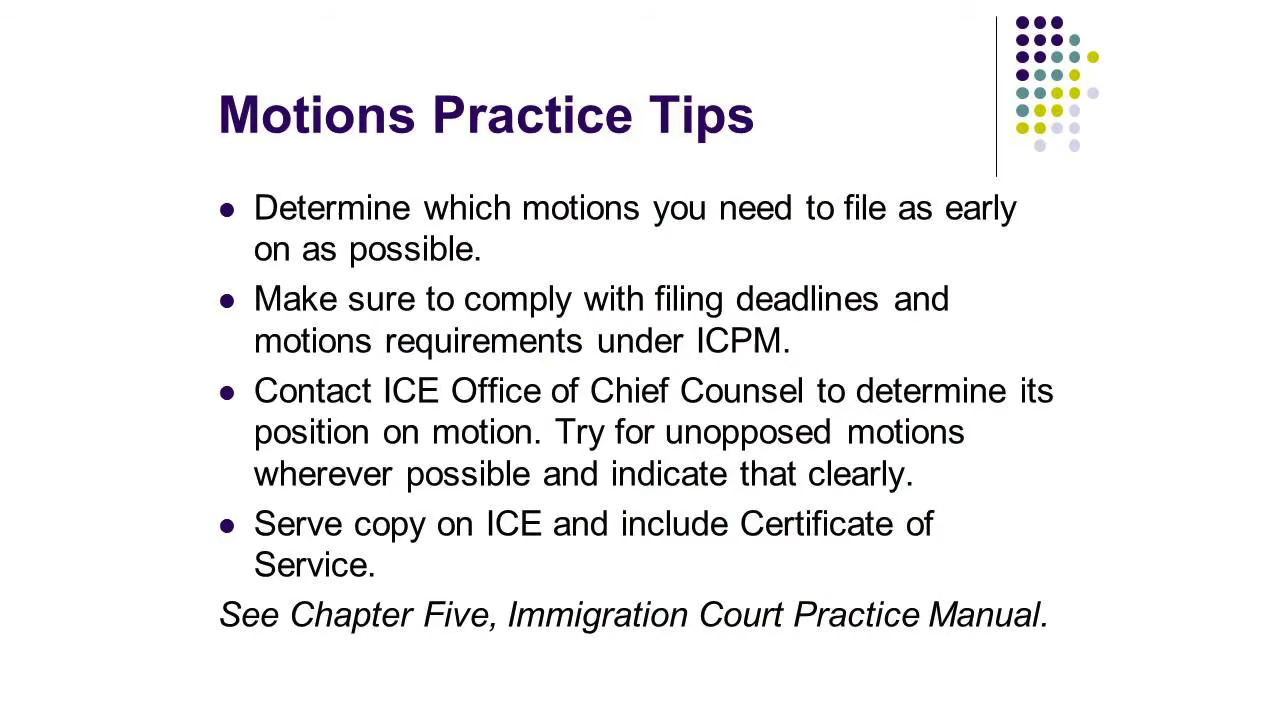 Motions Practice Tips
● Determine which motions you need to file as early
on as possible.
● Make sure to comply with filing deadlines and
motions requirements under ICPM.
● Contact ICE Office of Chief Counsel to determine its
position on motion. Try for unopposed motions
wherever possible and indicate that clearly.
● Serve copy on ICE and include Certificate of
Service.
See Chapter Five, Immigration Court Practice Manual.